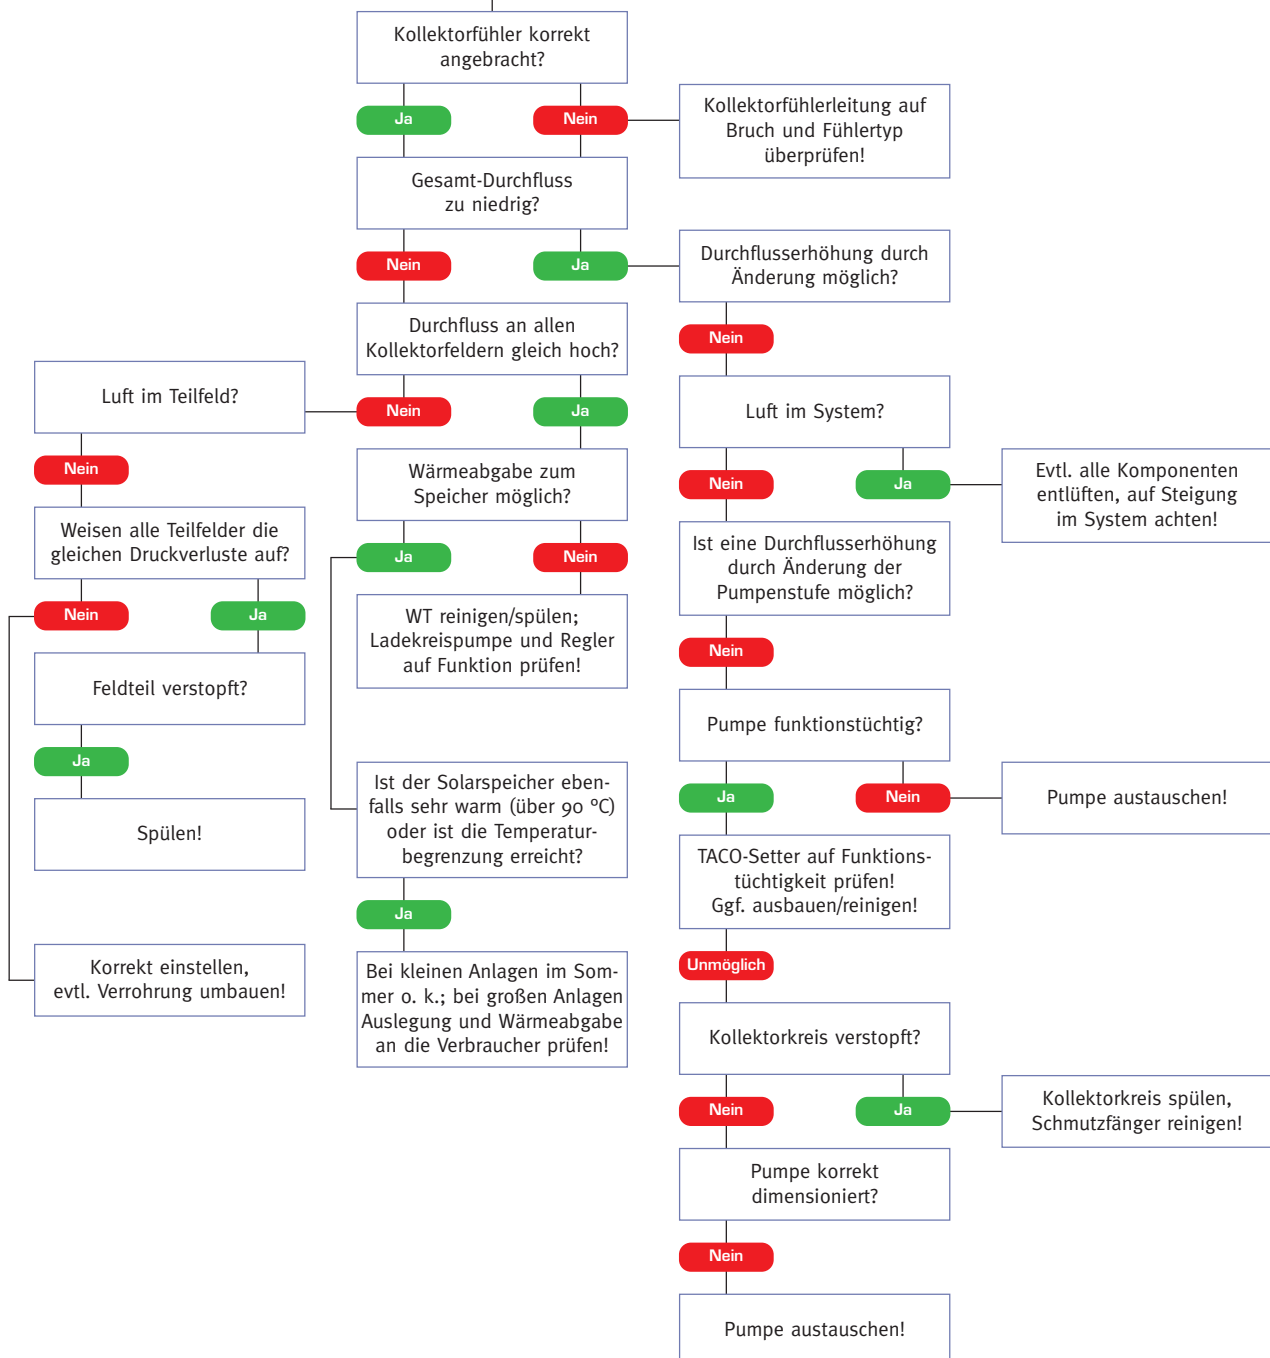 Kollektorfühler korrekt
angebracht?
Ja
Nein
Kollektorfühlerleitung auf
Bruch und Fühlertyp
überprüfen!
Gesamt-Durchfluss
zu niedrig?
Nein
Ja
Durchflusserhöhung durch
Änderung möglich?
Nein
Durchfluss an allen
Kollektorfeldern gleich hoch?
Nein
Ja
Luft im Teilfeld?
Nein
Weisen alle Teilfelder die
gleichen Druckverluste auf?
Nein
Ja
Feldteil verstopft?
Ja
Spülen!
Korrekt einstellen,
evtl. Verrohrung umbauen!
Wärmeabgabe zum
Speicher möglich?
Ja
Nein
WT reinigen/spülen;
Ladekreispumpe und Regler
auf Funktion prüfen!
Ist der Solarspeicher eben-
falls sehr warm (über 90 ºC)
oder ist die Temperatur-
begrenzung erreicht?
Ja
Bei kleinen Anlagen im Som-
mer o. k.; bei großen Anlagen
Auslegung und Wärmeabgabe
an die Verbraucher prüfen!
Luft im System?
Nein
Ja
Evtl. alle Komponenten
entlüften, auf Steigung
im System achten!
Ist eine Durchflusserhöhung
durch Änderung der
Pumpenstufe möglich?
Nein
Pumpe funktionstüchtig?
Ja
Nein
Pumpe austauschen!
TACO-Setter auf Funktions-
tüchtigkeit prüfen!
Ggf. ausbauen/reinigen!
Unmöglich
Kollektorkreis verstopft?
Nein
Ja
Kollektorkreis spülen,
Schmutzfänger reinigen!
Pumpe korrekt
dimensioniert?
Nein
Pumpe austauschen!